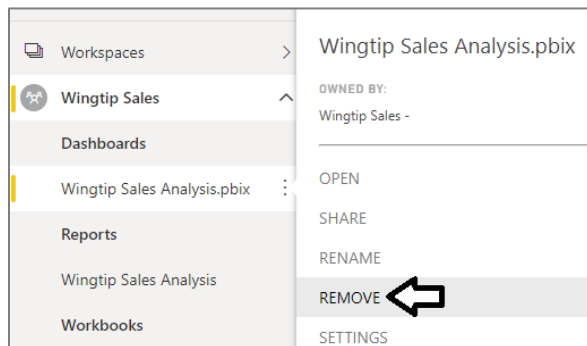 Workspaces
Wingtip Sales
Dashboards
Wingtip Sales Analysis.pbix
Reports
Wingtip Sales Analysis
Workbooks
Wingtip Sales Analysis.pbix
OWNED BY:
Wingtip Sales -
OPEN
SHARE
RENAME
REMOVE
SETTINGS